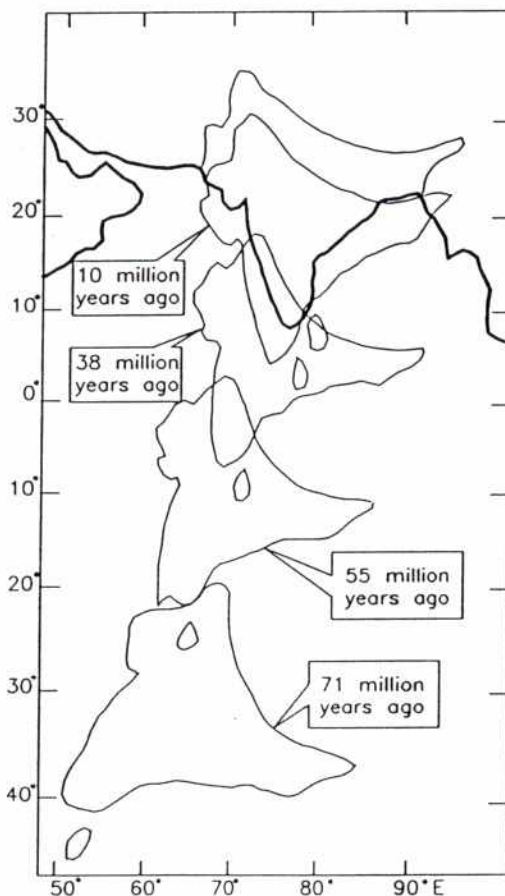 30°
20°
10 million
years ago
10°
38 million
years ago
0°
10°
55 million
years ago
20°
71 million
years ago
30°
40°
50°
60°
70°
80°
90° E